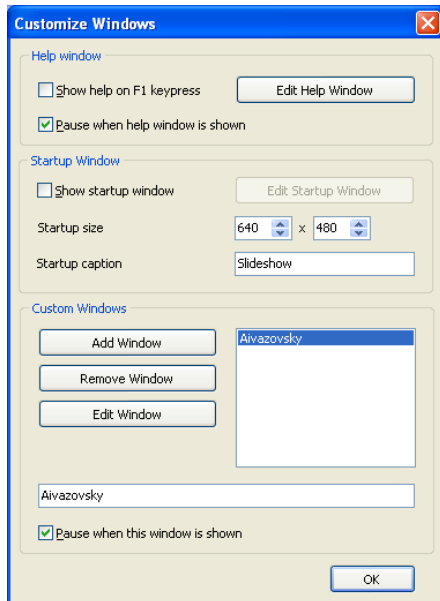 Customize Windows
Help window
Show help on F1 keypress
Edit Help Window
Pause when help window is shown
Startup Window
Show startup window
Edit Startup Window
Startup size
640 x 480
Startup caption
Slideshow
Custom Windows
Add Window
Aivazovsky
Remove Window
Edit Window
Aivazovsky
Pause when this window is shown
OK